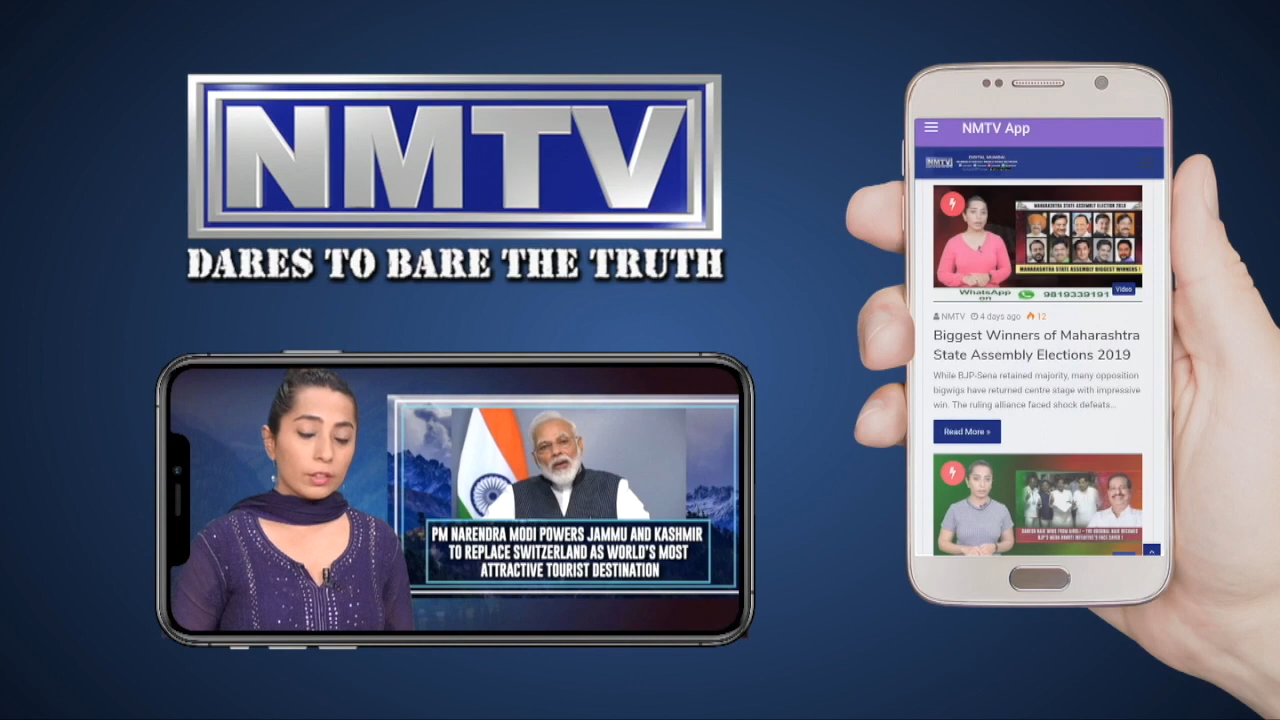 NMTV
DARES TO BARE THE TRUTH
PM NARENDRA MODI POWERS JAMMU AND KASHMIR
TO REPLACE SWITZERLAND AS WORLD'S MOST
ATTRACTIVE TOURIST DESTINATION
NMTV App
NMTV
MAHARASHTRA STATE ASSEMBLY ELECTION 2019
MAHARASHTRA STATE ASSEMBLY BIGGEST WINNERS !
WhatsApp on 9819339191
Video
NMTV 4 days ago 12
Biggest Winners of Maharashtra
State Assembly Elections 2019
While BJP-Sena retained majority, many opposition
bigwigs have returned centre stage with impressive
win. The ruling alliance faced shock defeats...
Read More »